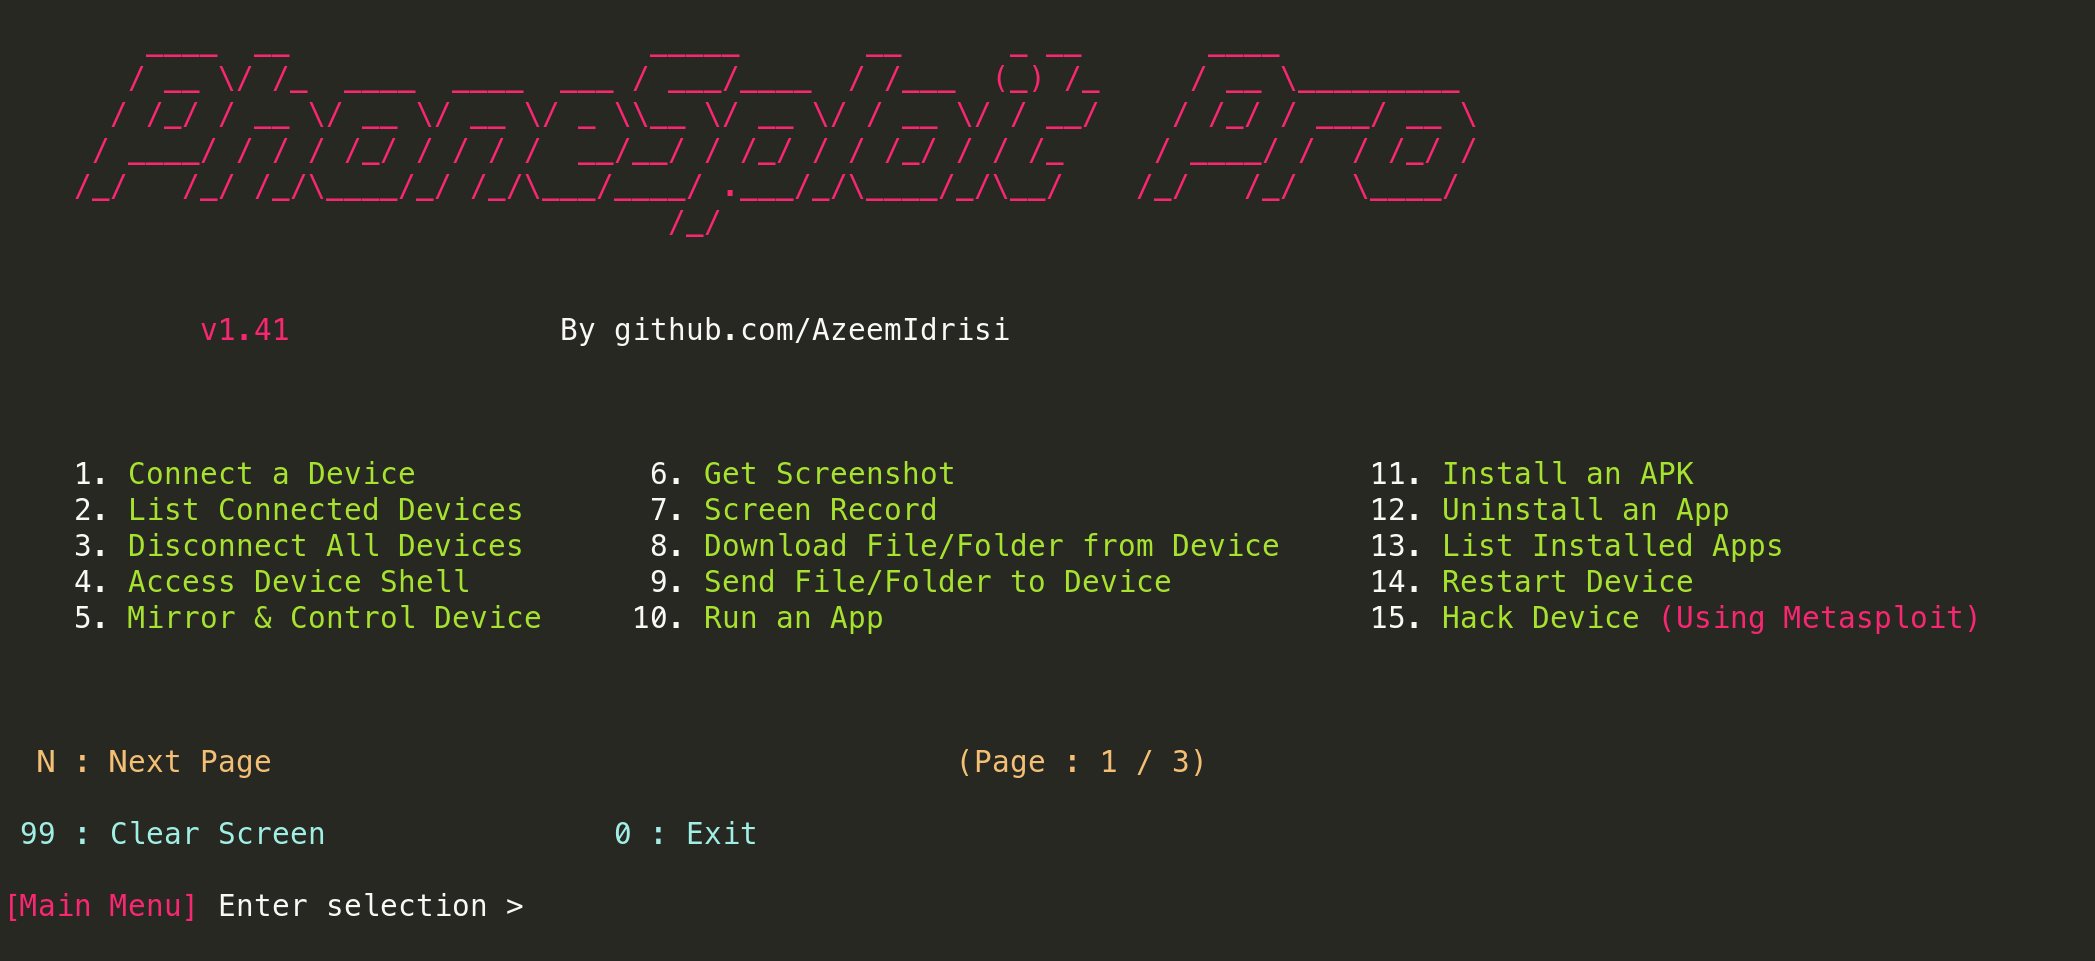 PhoneSploit Pro
v1.41 By github.com/AzeemIdrisi
1. Connect a Device 6. Get Screenshot 11. Install an APK
2. List Connected Devices 7. Screen Record 12. Uninstall an App
3. Disconnect All Devices 8. Download File/Folder from Device 13. List Installed Apps
4. Access Device Shell 9. Send File/Folder to Device 14. Restart Device
5. Mirror & Control Device 10. Run an App 15. Hack Device (Using Metasploit)
N : Next Page (Page : 1 / 3)
99 : Clear Screen 0 : Exit
[Main Menu] Enter selection >